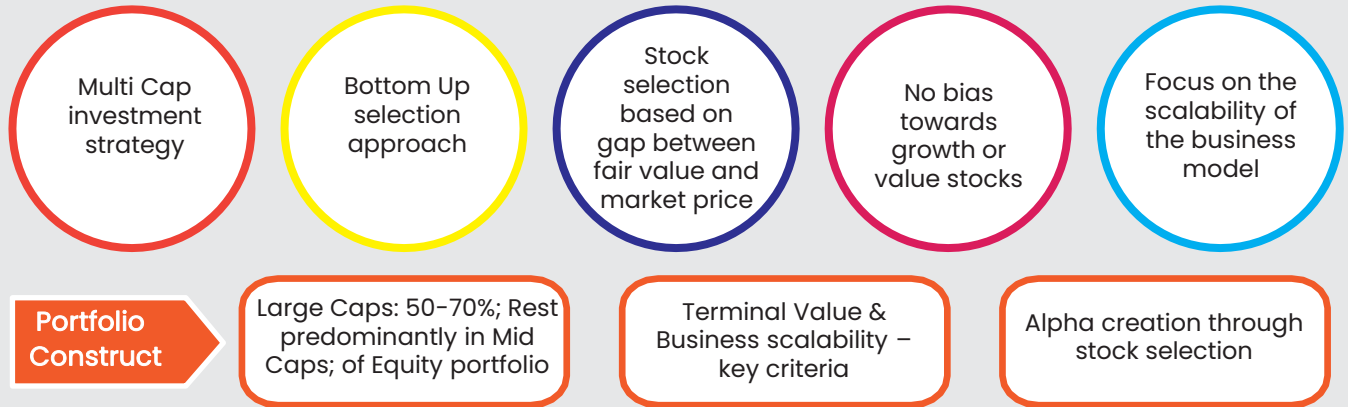 Multi Cap
investment
strategy
Bottom Up
selection
approach
Stock
selection
based on
gap between
fair value and
market price
No bias
towards
growth or
value stocks
Focus on the
scalability of
the business
model
Portfolio
Construct
Large Caps: 50-70%; Rest
predominantly in Mid
Caps; of Equity portfolio
Terminal Value &
Business scalability –
key criteria
Alpha creation through
stock selection